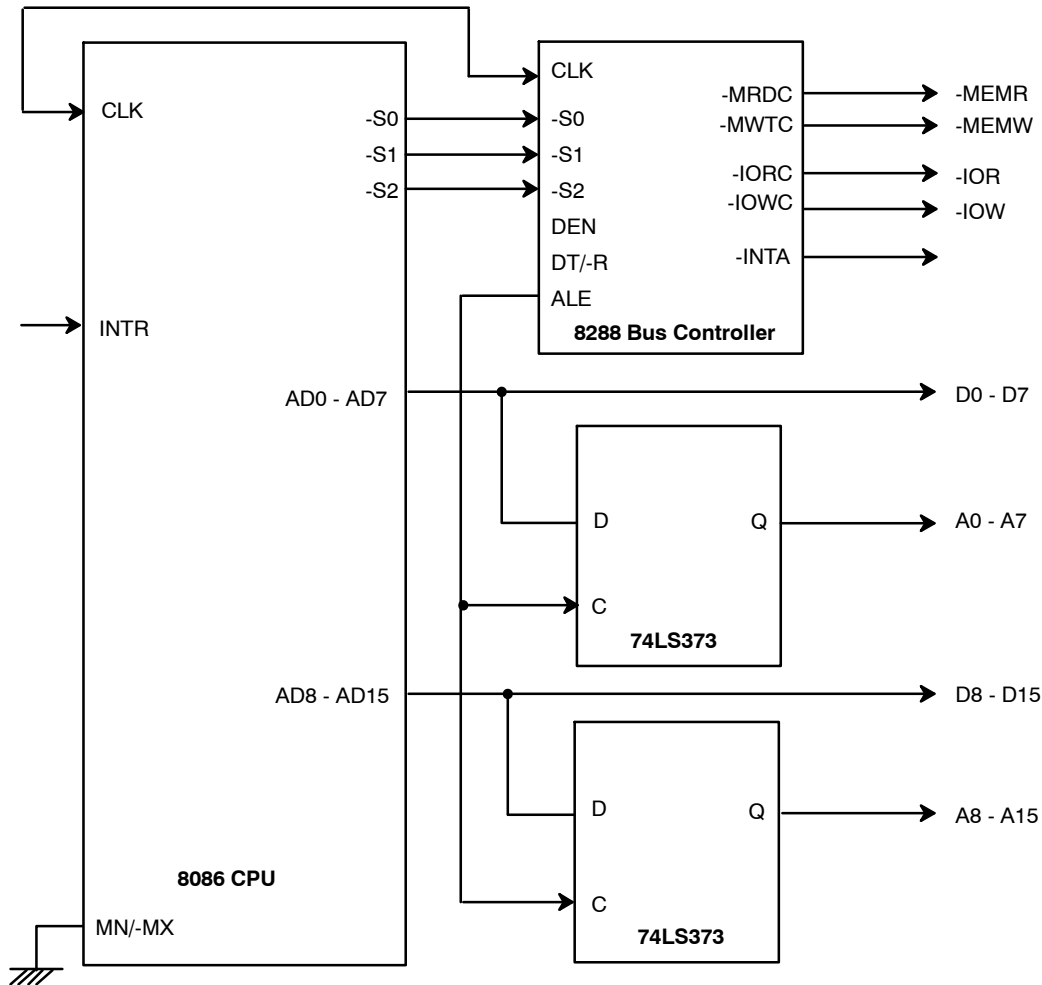 CLK
-S0
-S1
-S2
INTR
AD0 - AD7
AD8 - AD15
8086 CPU
MN/-MX
CLK
-S0
-S1
-S2
DEN
DT/-R
ALE
-MRDC
-MWTC
-IORC
-IOWC
-INTA
8288 Bus Controller
-MEMR
-MEMW
-IOR
-IOW
D0 - D7
D
Q
C
74LS373
A0 - A7
D8 - D15
D
Q
C
74LS373
A8 - A15